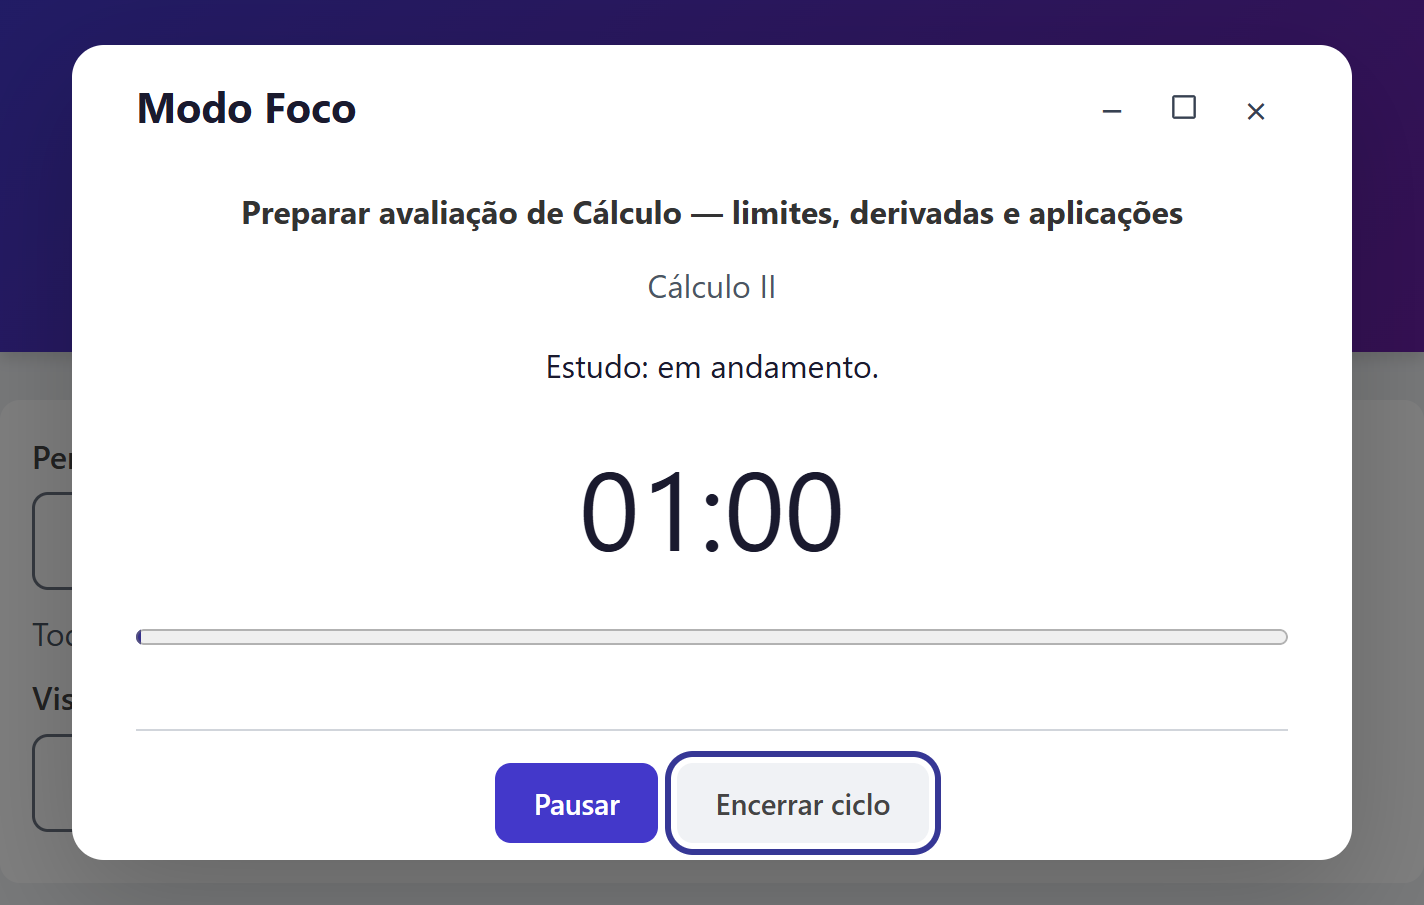 Modo Foco
Preparar avaliação de Cálculo — limites, derivadas e aplicações
Cálculo II
Estudo: em andamento.
01:00
Pausar
Encerrar ciclo